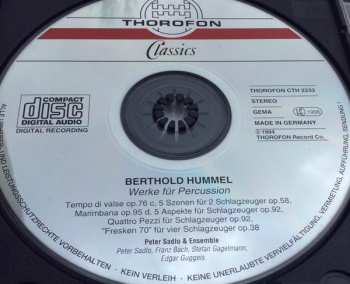 THOROFON
Classics
COMPACT
disc
DIGITAL AUDIO
DIGITAL RECORDING
THOROFON CTH 2233
STEREO
GEMA
MADE IN GERMANY
℗ 1994
THOROFON Record Co.
BERTHOLD HUMMEL
Werke für Percussion
Tempo di valse op.76 d, 5 Szenen für 2 Schlagzeuger op.58,
Marimbana op.95 d, 5 Aspekte für Schlagzeuger op.92,
Quattro Pezzi für Schlagzeuger op.92,
"Fresken 70" für vier Schlagzeuger op.38
Peter Sadlo & Ensemble
Peter Sadlo, Franz Bach, Stefan Gagelmann,
Edgar Guggeis
LEISTUNGSSCHUTZRECHTE VORBEHALTEN - KEIN VERLEIH - KEINE UNERLAUBTE VERVIELFÄLTIGUNG, VERMIETUNG, AUFFÜHRUNG,